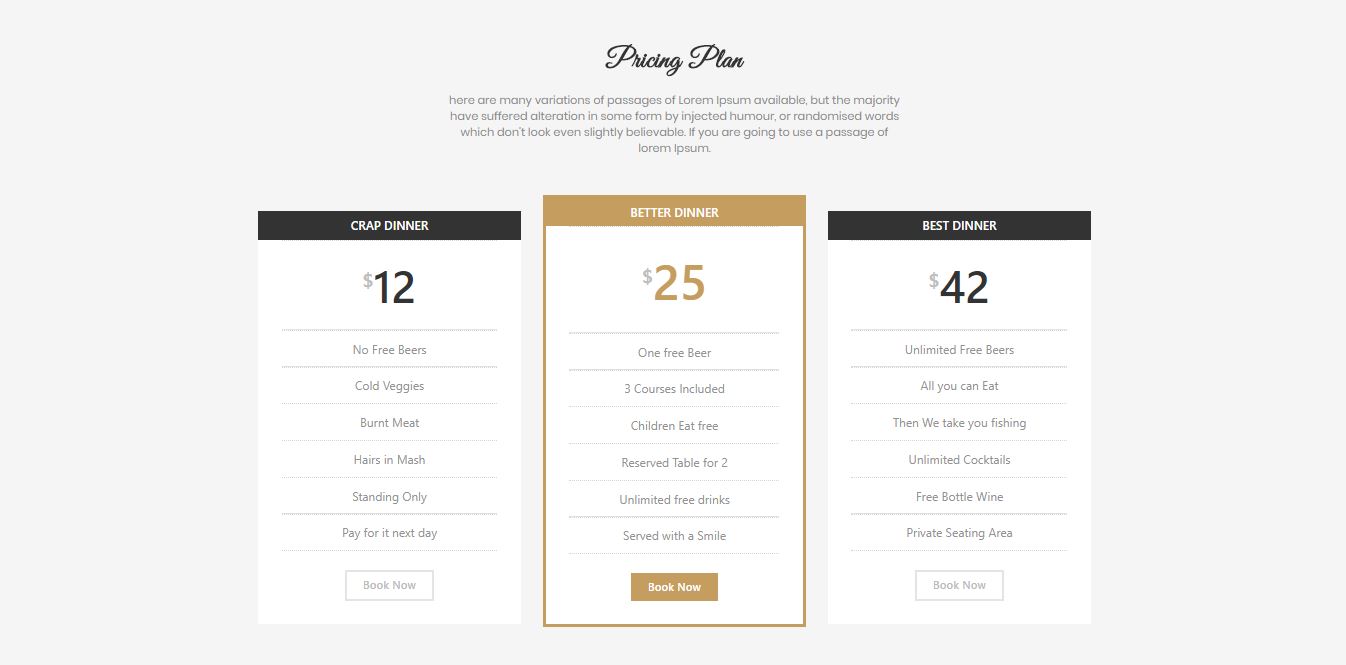 Pricing Plan
here are many variations of passages of Lorem Ipsum available, but the majority
have suffered alteration in some form by injected humour, or randomised words
which don't look even slightly believable. If you are going to use a passage of
lorem Ipsum.
CRAP DINNER
$12
No Free Beers
Cold Veggies
Burnt Meat
Hairs in Mash
Standing Only
Pay for it next day
Book Now
BETTER DINNER
$25
One free Beer
3 Courses Included
Children Eat free
Reserved Table for 2
Unlimited free drinks
Served with a Smile
Book Now
BEST DINNER
$42
Unlimited Free Beers
All you can Eat
Then We take you fishing
Unlimited Cocktails
Free Bottle Wine
Private Seating Area
Book Now